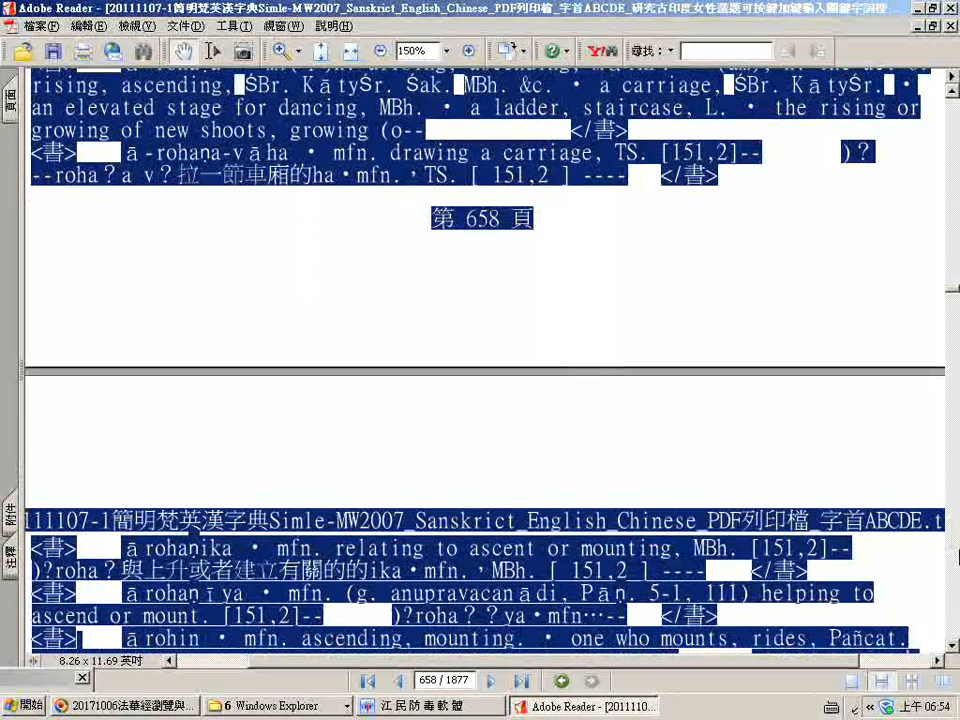 Adobe Reader - [20111107-1簡明梵英漢字典Simle-MW2007_Sanskrict_English_Chinese_PDF列印檔_字首ABCDE_研究古印度女性議題可按鍵加鍵輸入關鍵字詞搜
檔案(F) 編輯(E) 檢視(V) 文件(D) 工具(T) 視窗(W) 說明(H)
150% 尋找:
rising, ascending, ŚBr. KātyŚr. Śak. MBh. &c. • a carriage, ŚBr. KātyŚr. •
an elevated stage for dancing, MBh. • a ladder, staircase, L. • the rising or
growing of new shoots, growing (o-- </書>
<書> ā-rohaṇa-vāha • mfn. drawing a carriage, TS. [151,2]-- )?
--roha?a v?拉一節車廂的ha•mfn.，TS. [ 151,2 ] ---- </書>
第 658 頁
111107-1簡明梵英漢字典Simle-MW2007_Sanskrict_English_Chinese_PDF列印檔_字首ABCDE.t
<書> ārohaṇika • mfn. relating to ascent or mounting, MBh. [151,2]--
)?roha?與上升或者建立有關的的ika•mfn.，MBh. [ 151,2 ] ---- </書>
<書> ārohaṇīya • mfn. (g. anupravacanādi, Pāṇ. 5-1, 111) helping to
ascend or mount. [151,2]-- )?roha??ya•mfn…-- </書>
<書> ārohin • mfn. ascending, mounting. • one who mounts, rides, Pañcat.
頁面
附件
註釋
8.26 x 11.69 英吋
658 / 1877
開始 20171006法華經瀏覽與... 6 Windows Explorer 江民防毒軟體 Adobe Reader - [2011110... 上午 06:54